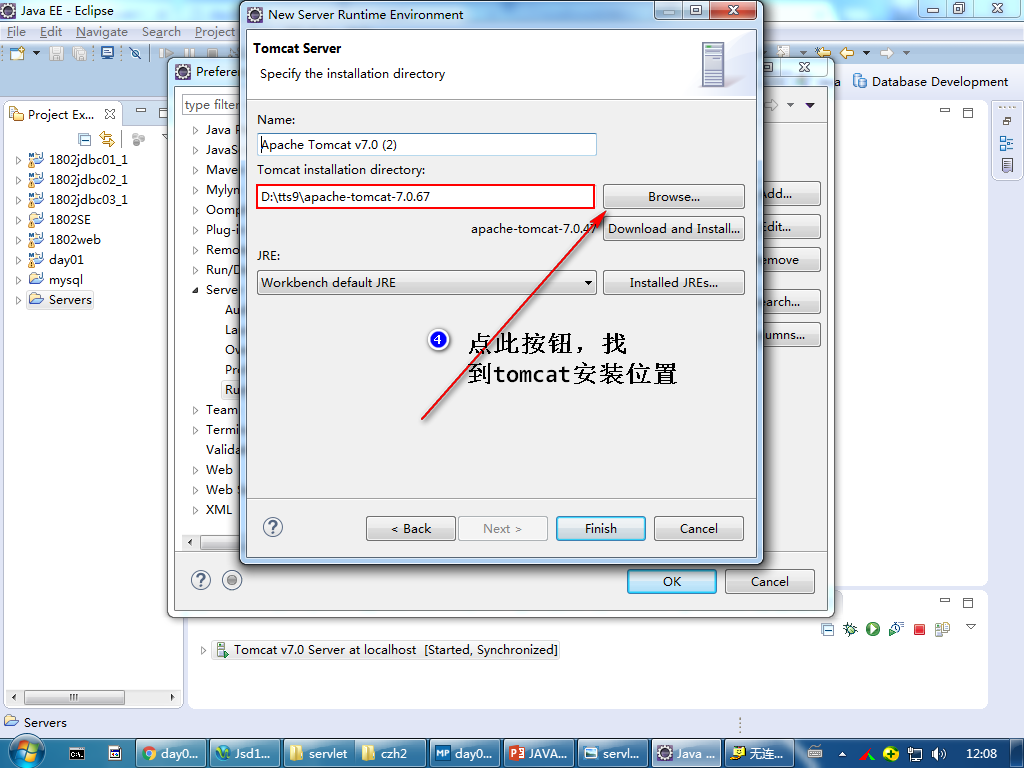 Java EE - Eclipse
File Edit Navigate Search Project
New Server Runtime Environment
Tomcat Server
Specify the installation directory
Name:
Apache Tomcat v7.0 (2)
Tomcat installation directory:
D:\tts9\apache-tomcat-7.0.67
Browse...
apache-tomcat-7.0.47
Download and Install...
JRE:
Workbench default JRE
Installed JREs...
4
点此按钮，找
到tomcat安装位置
?
< Back
Next >
Finish
Cancel
Prefere
type filter
Java P
JavaS
Maven
Mylyn
Oomp
Plug-i
Remo
Run/D
Serve
Au
La
Ov
Pr
Ru
Team
Termi
Valida
Web
Web S
XML
dd...
dit...
emove
earch...
umns...
?
OK
Cancel
a
Database Development
Project Ex...
1802jdbc01_1
1802jdbc02_1
1802jdbc03_1
1802SE
1802web
day01
mysql
Servers
Tomcat v7.0 Server at localhost [Started, Synchronized]
Servers
day0...
Jsd1...
servlet
czh2
day0...
JAVA...
servl...
Java ...
无连...
12:08